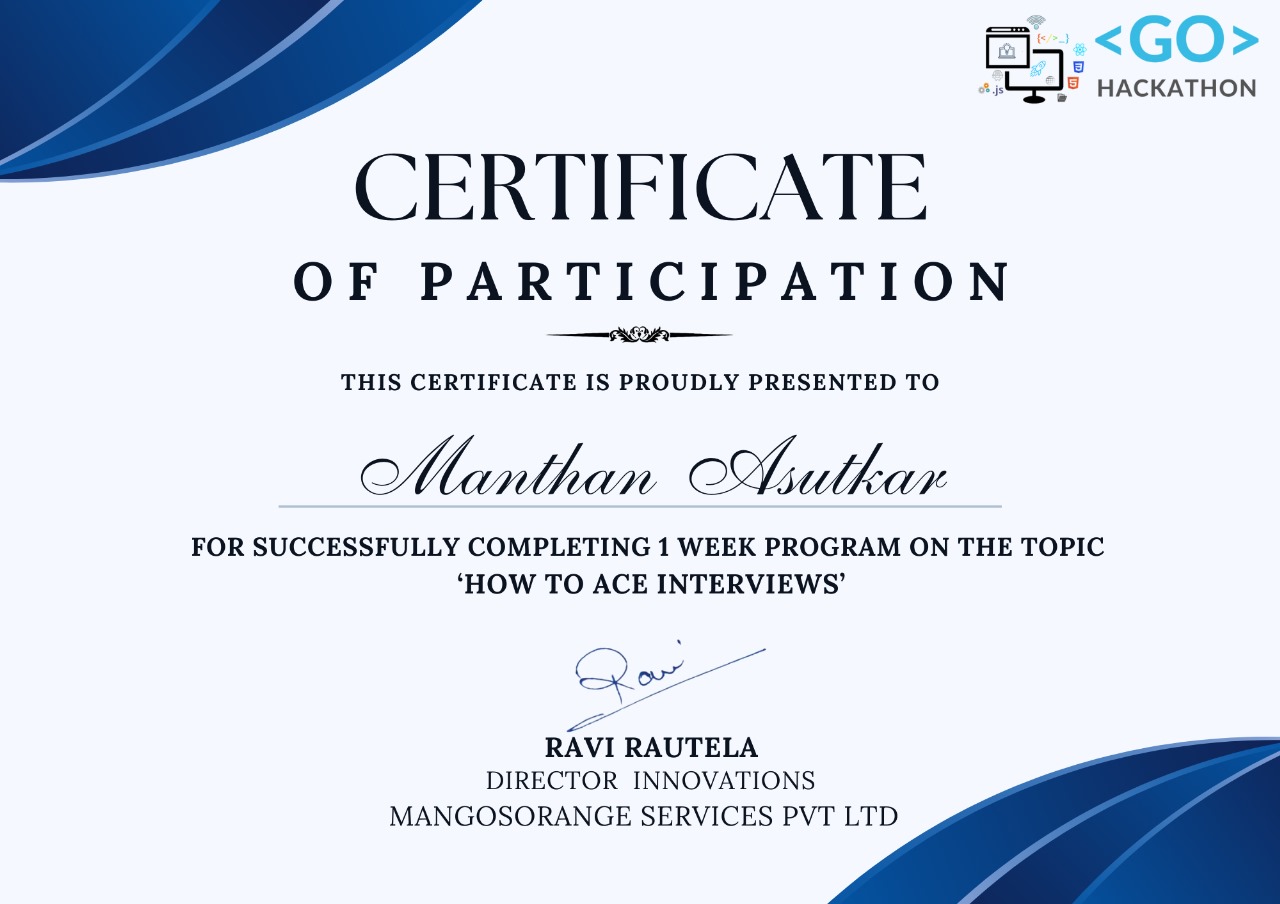 <GO>
HACKATHON
{</>_}
.js
CERTIFICATE
OF PARTICIPATION
THIS CERTIFICATE IS PROUDLY PRESENTED TO
Manthan Asutkar
FOR SUCCESSFULLY COMPLETING 1 WEEK PROGRAM ON THE TOPIC
‘HOW TO ACE INTERVIEWS’
Ravi
RAVI RAUTELA
DIRECTOR INNOVATIONS
MANGOSORANGE SERVICES PVT LTD